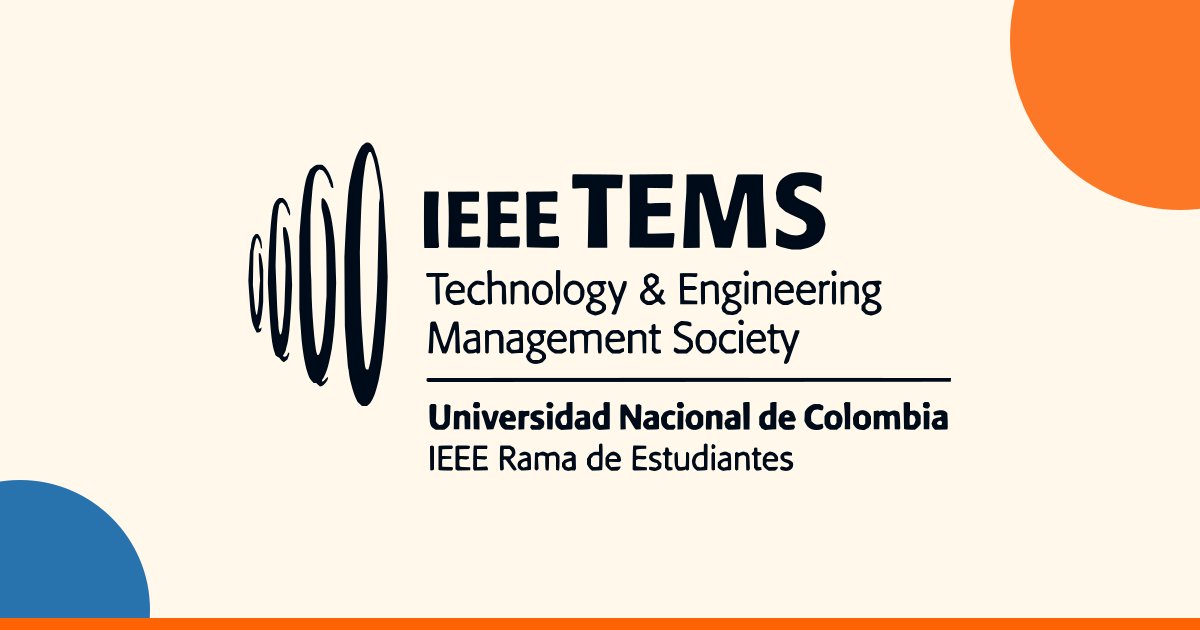 IEEE TEMS
Technology & Engineering
Management Society
Universidad Nacional de Colombia
IEEE Rama de Estudiantes